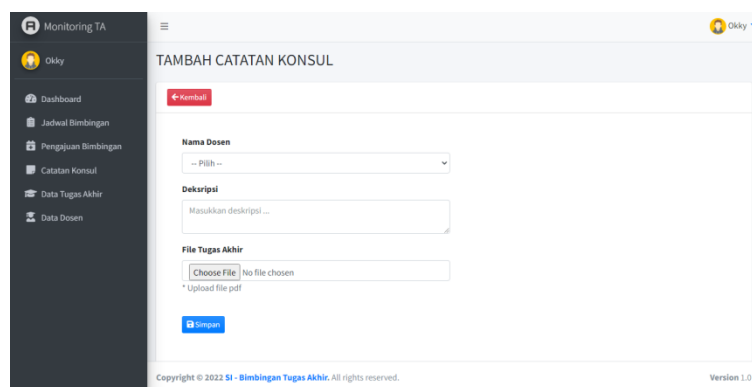 Monitoring TA
Okky
Okky
Dashboard
Jadwal Bimbingan
Pengajuan Bimbingan
Catatan Konsul
Data Tugas Akhir
Data Dosen
TAMBAH CATATAN KONSUL
Kembali
Nama Dosen
-- Pilih --
Deksripsi
Masukkan deskripsi ...
File Tugas Akhir
Choose File No file chosen
* Upload file pdf
Simpan
Copyright © 2022 SI - Bimbingan Tugas Akhir. All rights reserved.
Version 1.0